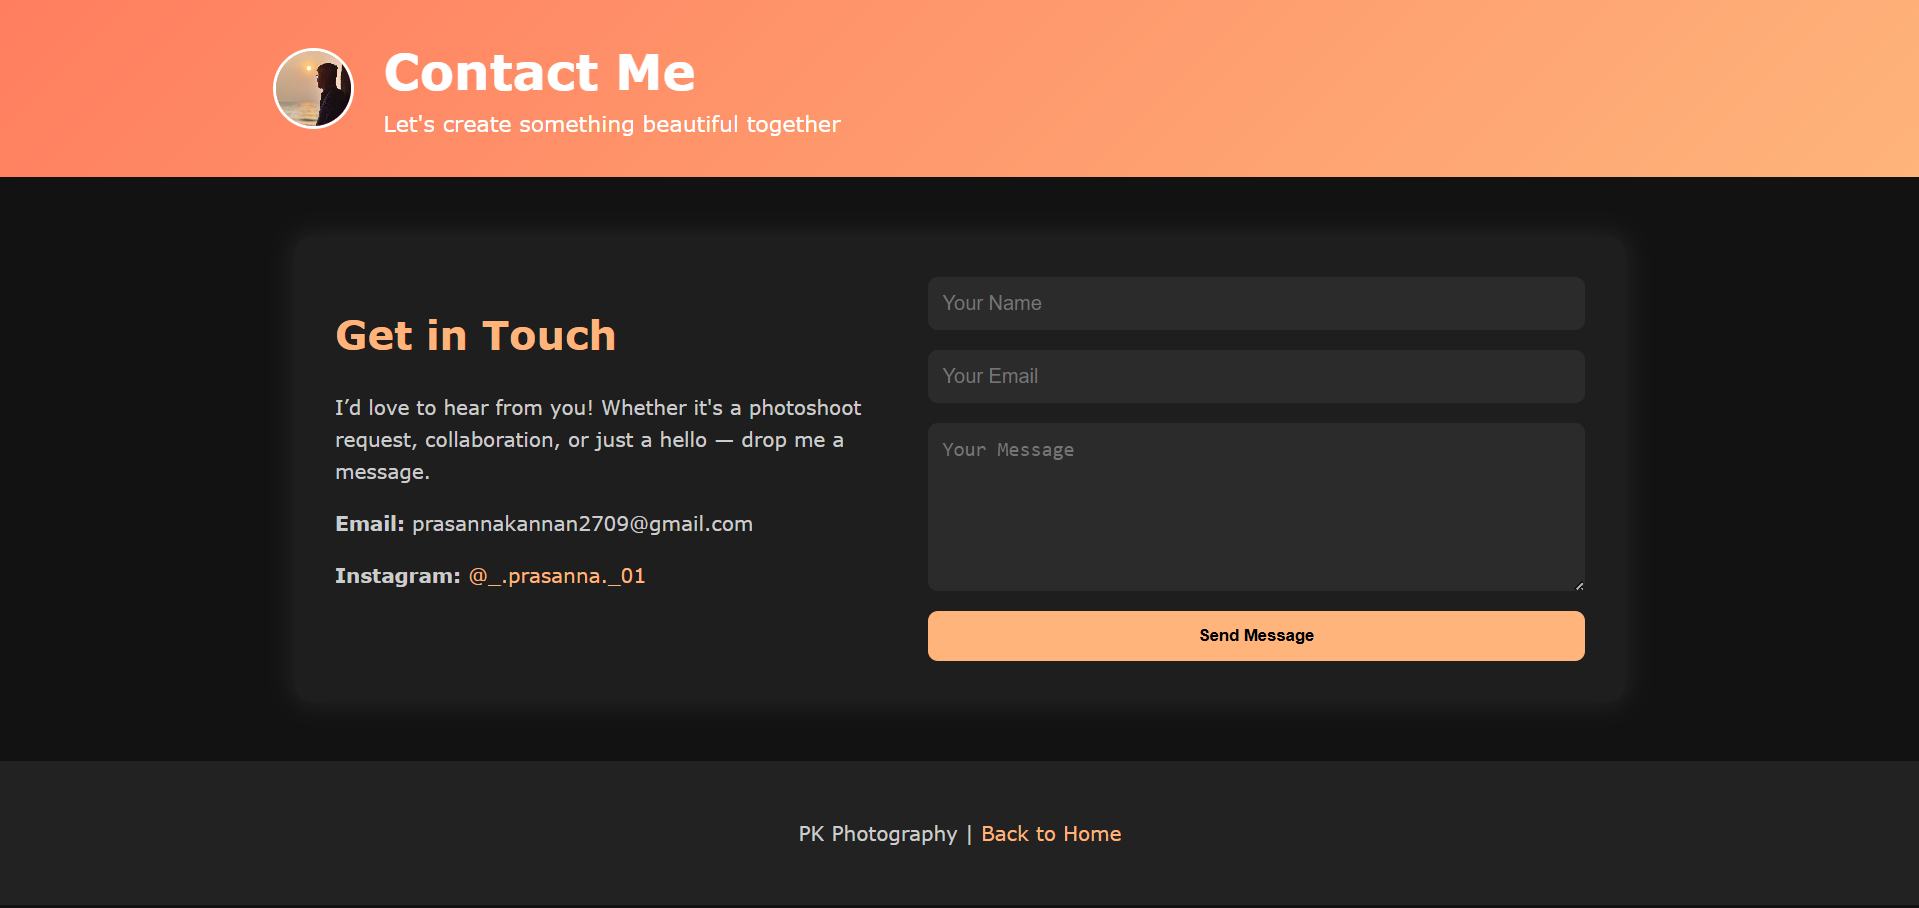 Contact Me
Let's create something beautiful together
Get in Touch
I’d love to hear from you! Whether it's a photoshoot
request, collaboration, or just a hello — drop me a
message.
Email: prasannakannan2709@gmail.com
Instagram: @_.prasanna._01
Your Name
Your Email
Your Message
Send Message
PK Photography | Back to Home